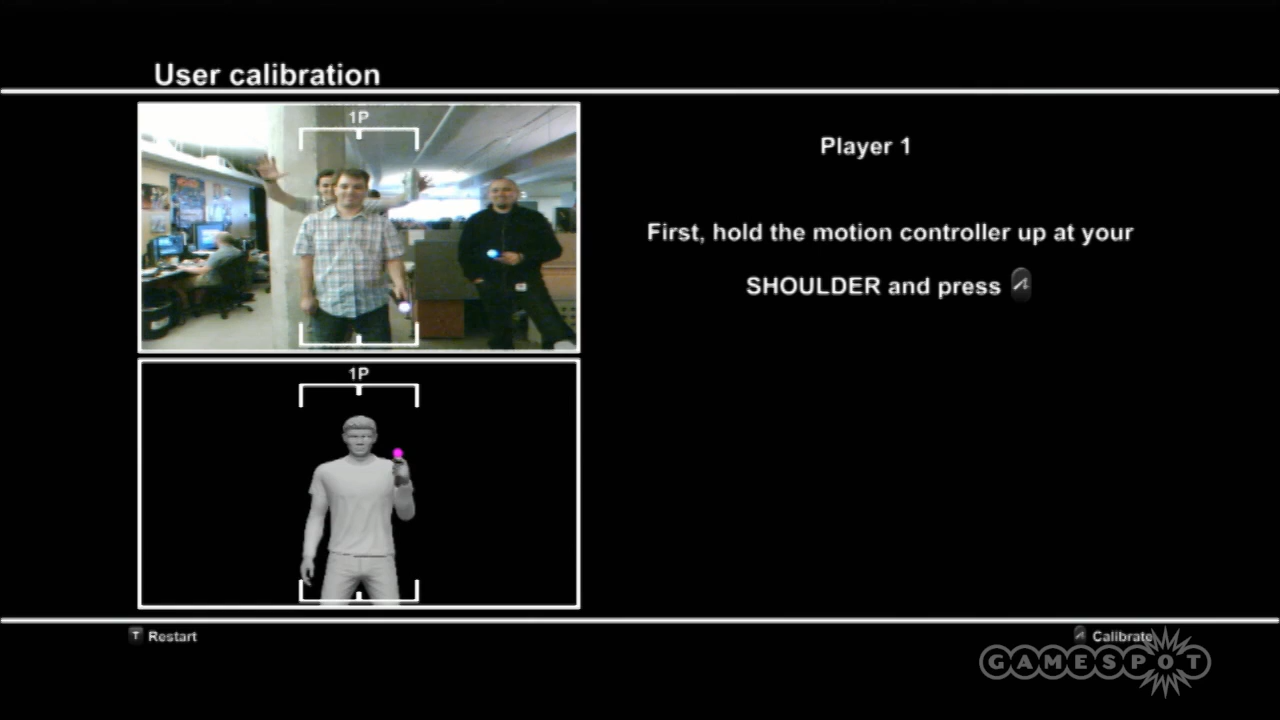 User calibration
1P
Player 1
First, hold the motion controller up at your
SHOULDER and press
1P
T Restart
Calibrate
GAMESPOT